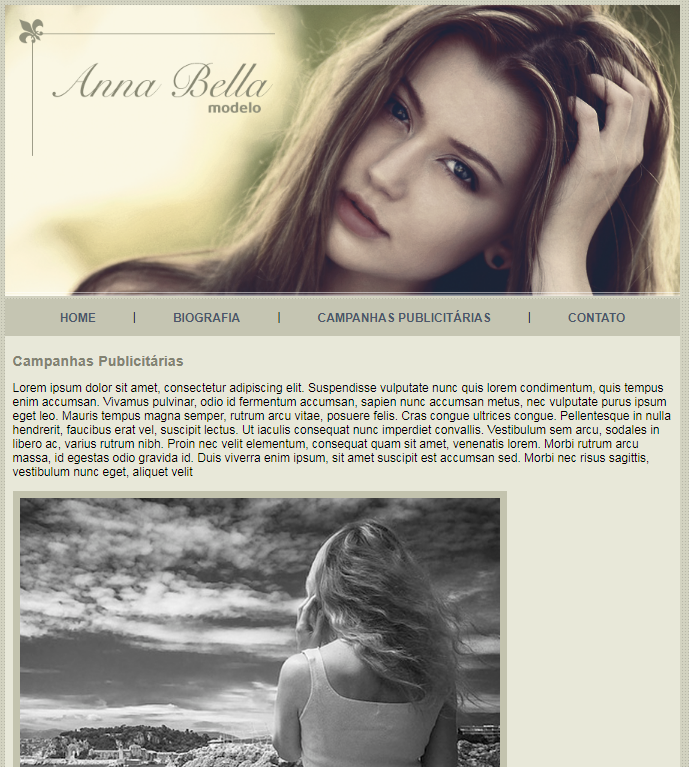 Anna Bella
modelo
HOME | BIOGRAFIA | CAMPANHAS PUBLICITÁRIAS | CONTATO
Campanhas Publicitárias
Lorem ipsum dolor sit amet, consectetur adipiscing elit. Suspendisse vulputate nunc quis lorem condimentum, quis tempus
enim accumsan. Vivamus pulvinar, odio id fermentum accumsan, sapien nunc accumsan metus, nec vulputate purus ipsum
eget leo. Mauris tempus magna semper, rutrum arcu vitae, posuere felis. Cras congue ultrices congue. Pellentesque in nulla
hendrerit, faucibus erat vel, suscipit lectus. Ut iaculis consequat nunc imperdiet convallis. Vestibulum sem arcu, sodales in
libero ac, varius rutrum nibh. Proin nec velit elementum, consequat quam sit amet, venenatis lorem. Morbi rutrum arcu
massa, id egestas odio gravida id. Duis viverra enim ipsum, sit amet suscipit est accumsan sed. Morbi nec risus sagittis,
vestibulum nunc eget, aliquet velit